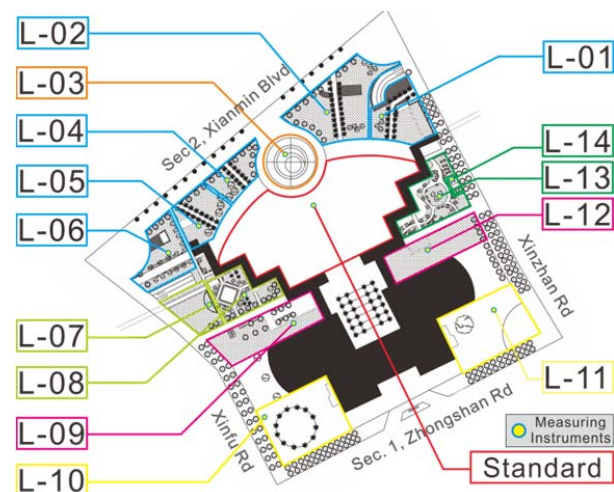 L-02
L-03
L-04
L-05
L-06
L-07
L-08
L-09
L-10
Sec. 2, Xianmin Blvd
L-01
L-14
L-13
L-12
Xinzhan Rd
L-11
Xinfu Rd
Sec. 1, Zhongshan Rd
Measuring
Instruments
Standard